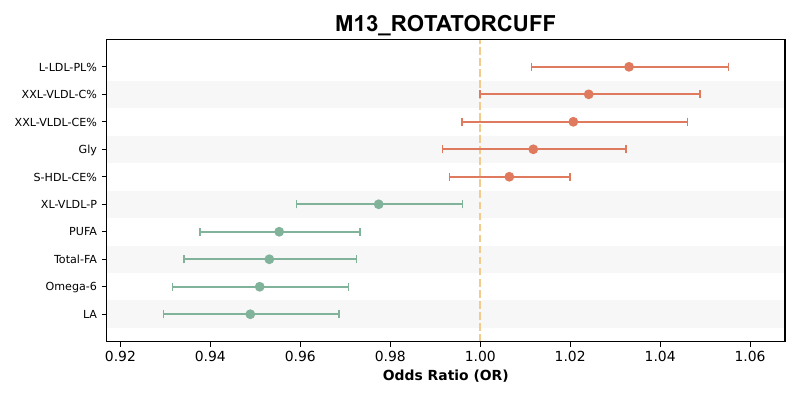 M13_ROTATORCUFF
L-LDL-PL%
XXL-VLDL-C%
XXL-VLDL-CE%
Gly
S-HDL-CE%
XL-VLDL-P
PUFA
Total-FA
Omega-6
LA
0.92 0.94 0.96 0.98 1.00 1.02 1.04 1.06
Odds Ratio (OR)